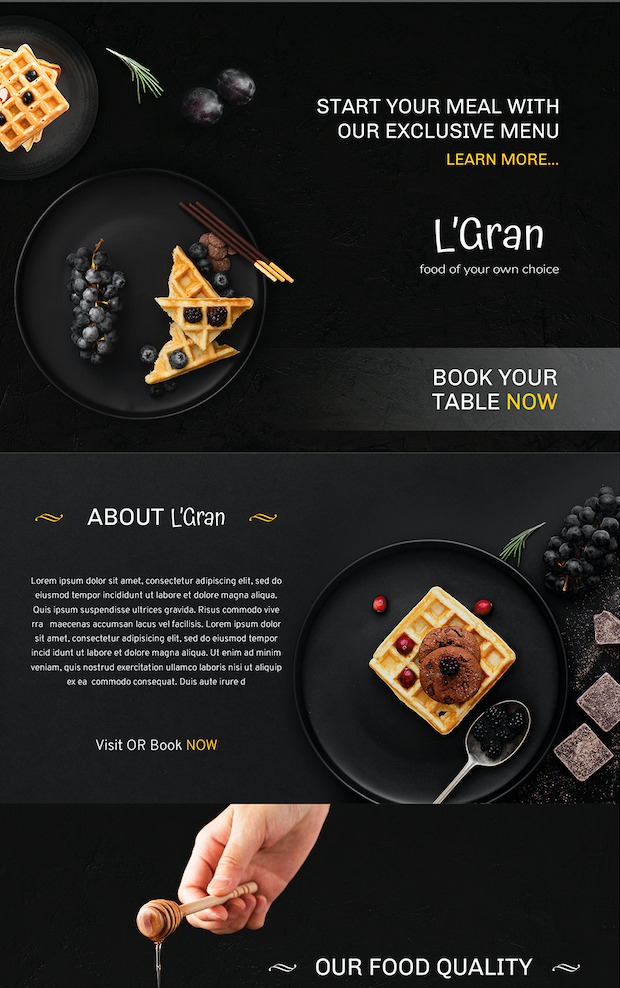 START YOUR MEAL WITH
OUR EXCLUSIVE MENU
LEARN MORE...
L'Gran
food of your own choice
BOOK YOUR
TABLE NOW
ABOUT L'Gran
Lorem ipsum dolor sit amet, consectetur adipiscing elit, sed do
eiusmod tempor incididunt ut labore et dolore magna aliqua.
Quis ipsum suspendisse ultrices gravida. Risus commodo vive
rra maecenas accumsan lacus vel facilisis. Lorem ipsum dolor
sit amet, consectetur adipiscing elit, sed do eiusmod tempor
incidid unt ut labore et dolore magna aliqua. Ut enim ad minim
veniam, quis nostrud exercitation ullamco laboris nisi ut aliquip
ex ea commodo consequat. Duis aute irure d
Visit OR Book NOW
OUR FOOD QUALITY